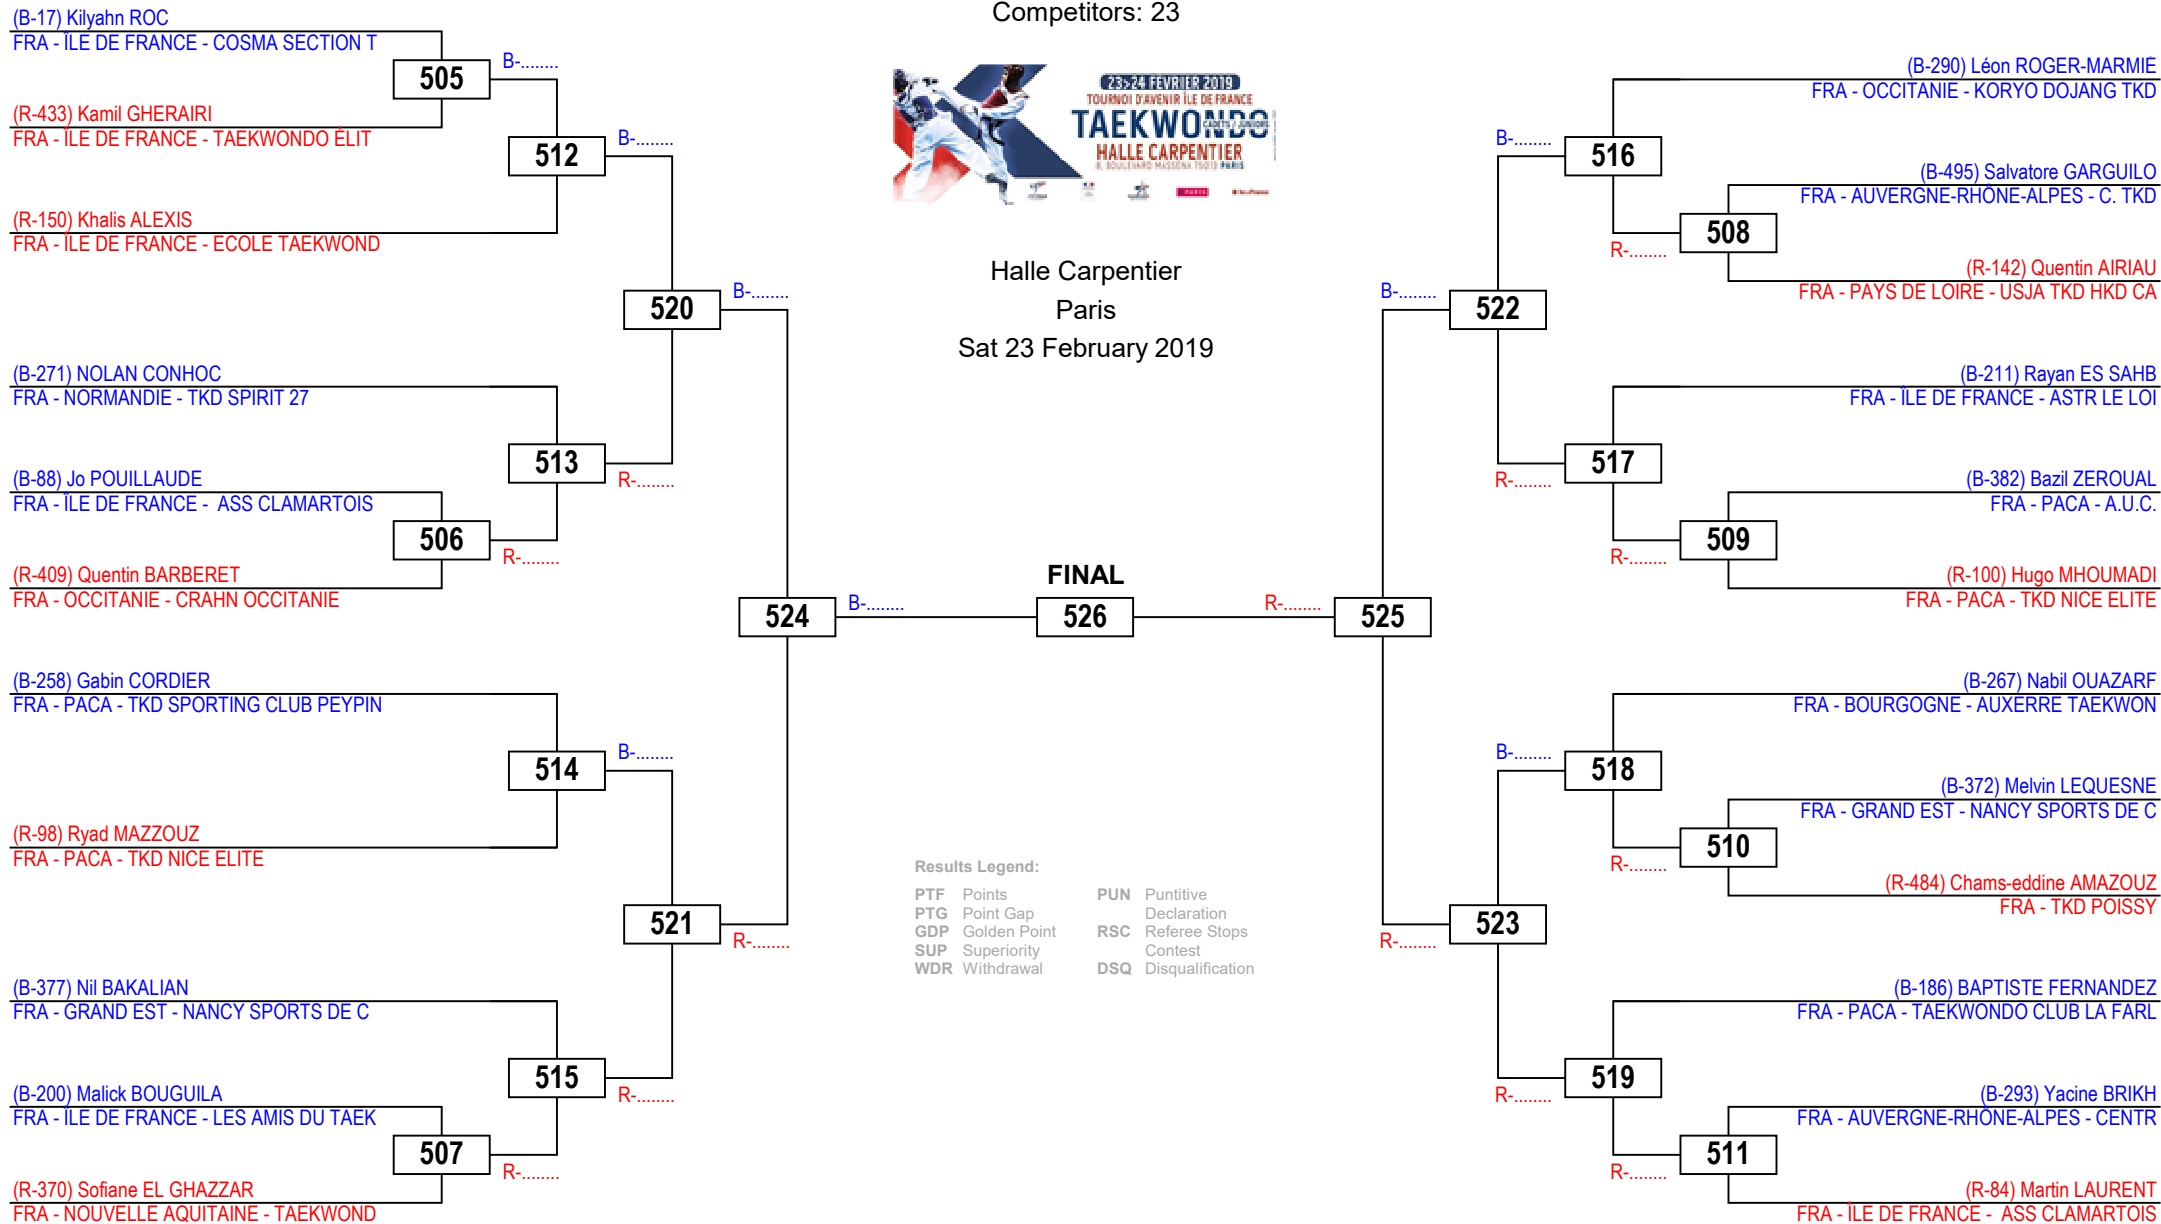 Competitors: 23
23>24 FÉVRIER 2019
TOURNOI D'AVENIR ÎLE DE FRANCE
TAEKWONDO
CADETS / JUNIORS
HALLE CARPENTIER
BOULEVARD MASSÉNA 75013 PARIS
Halle Carpentier
Paris
Sat 23 February 2019
(B-17) Kilyahn ROC
FRA - ÎLE DE FRANCE - COSMA SECTION T
505
B-........
(R-433) Kamil GHERAIRI
FRA - ÎLE DE FRANCE - TAEKWONDO ÉLIT
512
B-........
(R-150) Khalis ALEXIS
FRA - ÎLE DE FRANCE - ECOLE TAEKWOND
520
B-........
(B-271) NOLAN CONHOC
FRA - NORMANDIE - TKD SPIRIT 27
513
R-........
(B-88) Jo POUILLAUDE
FRA - ÎLE DE FRANCE - ASS CLAMARTOIS
506
R-........
(R-409) Quentin BARBERET
FRA - OCCITANIE - CRAHN OCCITANIE
524
B-........
(B-258) Gabin CORDIER
FRA - PACA - TKD SPORTING CLUB PEYPIN
514
B-........
(R-98) Ryad MAZZOUZ
FRA - PACA - TKD NICE ELITE
521
R-........
(B-377) Nil BAKALIAN
FRA - GRAND EST - NANCY SPORTS DE C
515
R-........
(B-200) Malick BOUGUILA
FRA - ÎLE DE FRANCE - LES AMIS DU TAEK
507
R-........
(R-370) Sofiane EL GHAZZAR
FRA - NOUVELLE AQUITAINE - TAEKWOND
FINAL
526
Results Legend:
PTF Points
PTG Point Gap
GDP Golden Point
SUP Superiority
WDR Withdrawal
PUN Puntitive
Declaration
RSC Referee Stops
Contest
DSQ Disqualification
(B-290) Léon ROGER-MARMIE
FRA - OCCITANIE - KORYO DOJANG TKD
B-........
516
(B-495) Salvatore GARGUILO
FRA - AUVERGNE-RHÔNE-ALPES - C. TKD
R-........
508
(R-142) Quentin AIRIAU
FRA - PAYS DE LOIRE - USJA TKD HKD CA
B-........
522
(B-211) Rayan ES SAHB
FRA - ÎLE DE FRANCE - ASTR LE LOI
R-........
517
(B-382) Bazil ZEROUAL
FRA - PACA - A.U.C.
R-........
509
(R-100) Hugo MHOUMADI
FRA - PACA - TKD NICE ELITE
R-........
525
(B-267) Nabil OUAZARF
FRA - BOURGOGNE - AUXERRE TAEKWON
B-........
518
(B-372) Melvin LEQUESNE
FRA - GRAND EST - NANCY SPORTS DE C
R-........
510
(R-484) Chams-eddine AMAZOUZ
FRA - TKD POISSY
R-........
523
(B-186) BAPTISTE FERNANDEZ
FRA - PACA - TAEKWONDO CLUB LA FARL
R-........
519
(B-293) Yacine BRIKH
FRA - AUVERGNE-RHÔNE-ALPES - CENTR
R-........
511
(R-84) Martin LAURENT
FRA - ÎLE DE FRANCE - ASS CLAMARTOIS